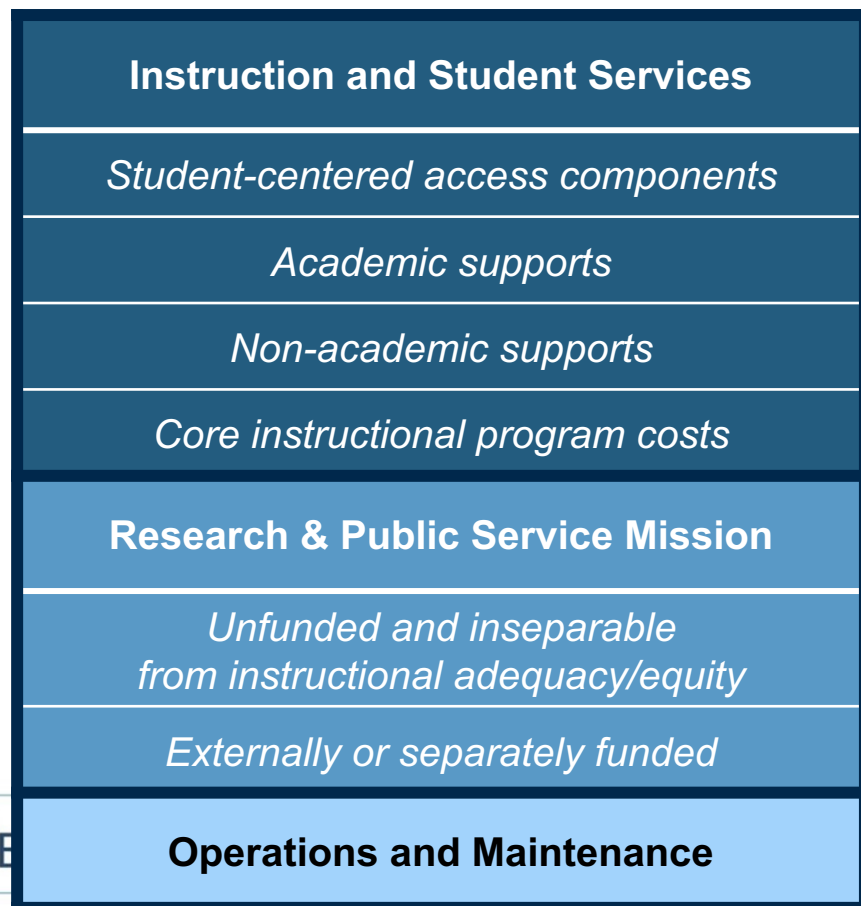 Instruction and Student Services
Student-centered access components
Academic supports
Non-academic supports
Core instructional program costs
Research & Public Service Mission
Unfunded and inseparable
from instructional adequacy/equity
Externally or separately funded
Operations and Maintenance